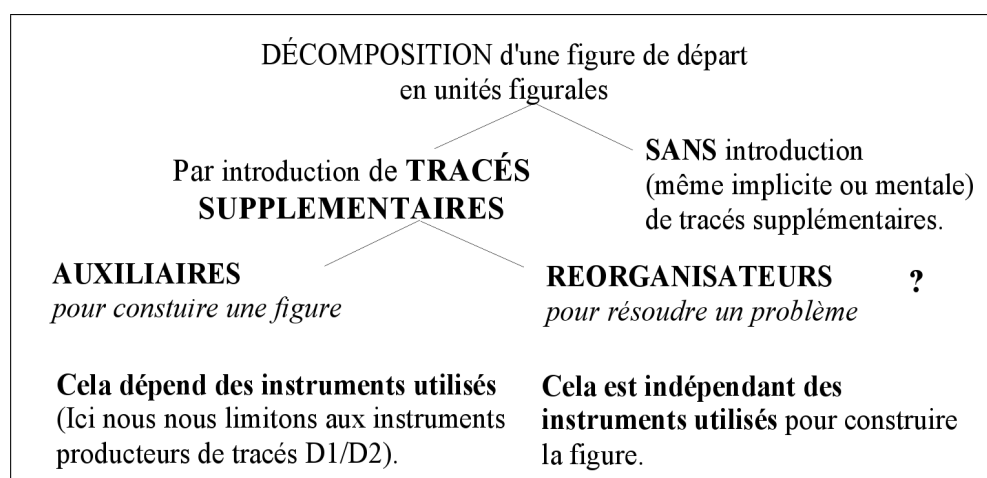 DÉCOMPOSITION d'une figure de départ
en unités figurales
Par introduction de TRACÉS
SUPPLEMENTAIRES
SANS introduction
(même implicite ou mentale)
de tracés supplémentaires.
AUXILIAIRES
pour constuire une figure
REORGANISATEURS
pour résoudre un problème
?
Cela dépend des instruments utilisés
(Ici nous nous limitons aux instruments
producteurs de tracés D1/D2).
Cela est indépendant des
instruments utilisés pour construire
la figure.